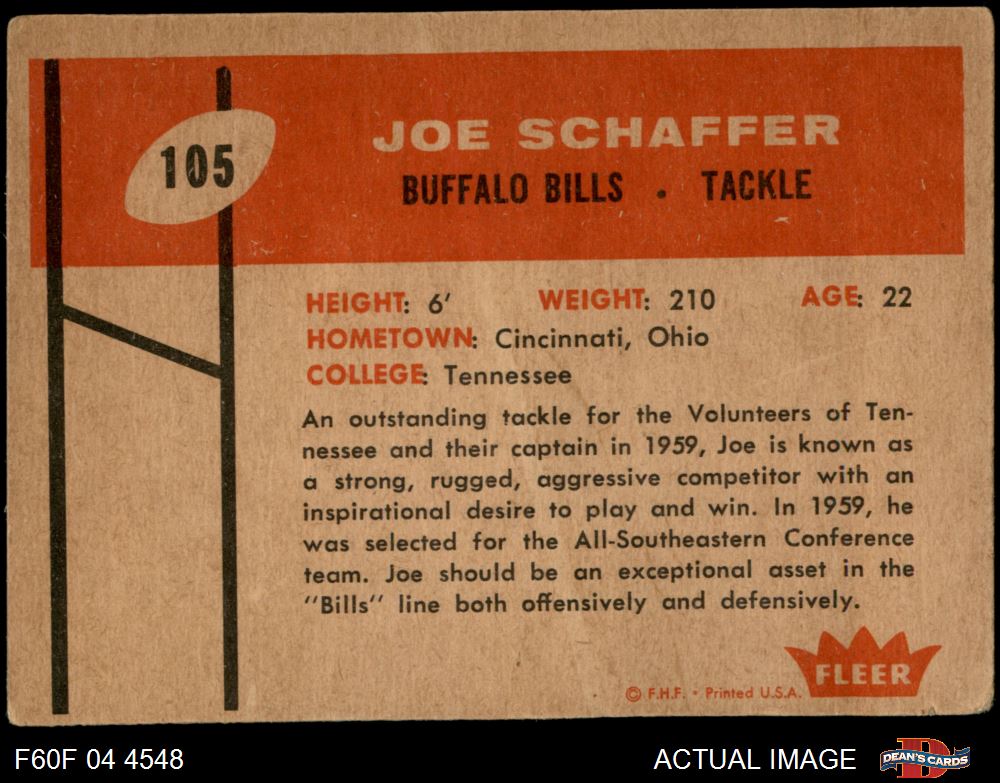 105
JOE SCHAFFER
BUFFALO BILLS . TACKLE
HEIGHT: 6′ WEIGHT: 210 AGE: 22
HOMETOWN: Cincinnati, Ohio
COLLEGE: Tennessee
An outstanding tackle for the Volunteers of Ten-
nessee and their captain in 1959, Joe is known as
a strong, rugged, aggressive competitor with an
inspirational desire to play and win. In 1959, he
was selected for the All-Southeastern Conference
team. Joe should be an exceptional asset in the
"Bills" line both offensively and defensively.
FLEER
© F.H.F. • Printed U.S.A.
F60F 04 4548 ACTUAL IMAGE D DEAN'S CARDS